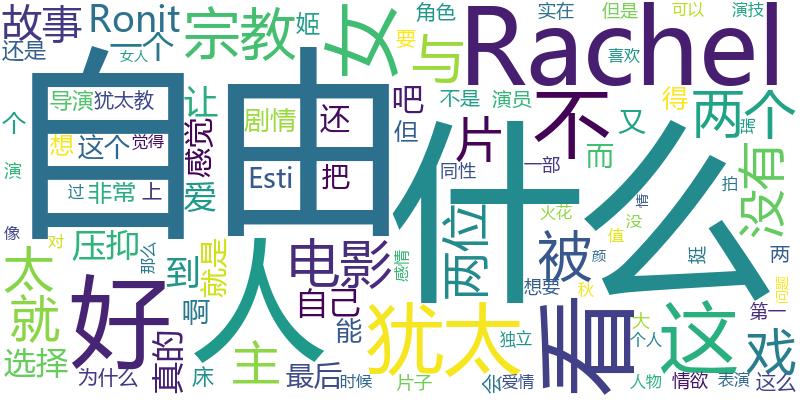 故事
Ronit
宗教
姬
女
角色
实在
但是
可以
演技
还是
一个
女人
要
与
Rachel
喜欢
导演
犹太教
让
自由
剧情
还
吧
不是
演员
片
不
得
两个
个
想
这个
觉得
感觉
但
又
没有
演
过
非常
上
爱
Esti
把
什么
同性
一部
而
拍
像
对
压抑
那么
到
就是
人
电影
感情
两位
火花
没
情
值
被
颜
挺
两
问题
太
就
好
啊
自己
能
犹太
想要
秋
看
这
第一
戏
选择
为什么
真的
床
主
最后
时候
片子
会
爱情
独立
大
个人
人物
情欲
表演
这么